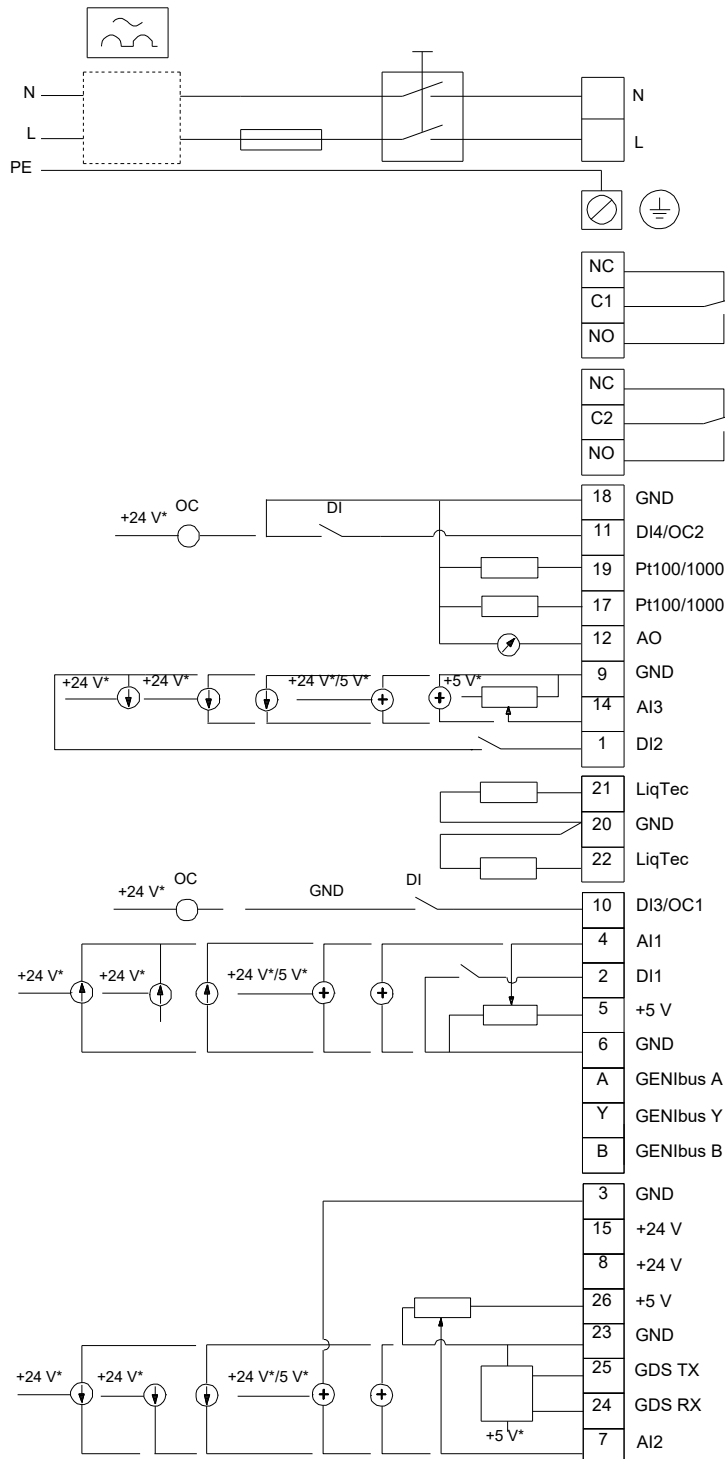 N
N
L
L
PE
NC
C1
NO
NC
C2
NO
18 GND
OC DI
+24 V*
11 DI4/OC2
19 Pt100/1000
17 Pt100/1000
12 AO
9 GND
+24 V* +24 V* +24 V*/5 V* +5 V*
14 AI3
1 DI2
21 LiqTec
20 GND
22 LiqTec
OC DI
+24 V* GND
10 DI3/OC1
4 AI1
+24 V* +24 V* +24 V*/5 V*
2 DI1
5 +5 V
6 GND
A GENIbus A
Y GENIbus Y
B GENIbus B
3 GND
15 +24 V
8 +24 V
26 +5 V
23 GND
+24 V* +24 V* +24 V*/5 V*
25 GDS TX
24 GDS RX
+5 V*
7 AI2